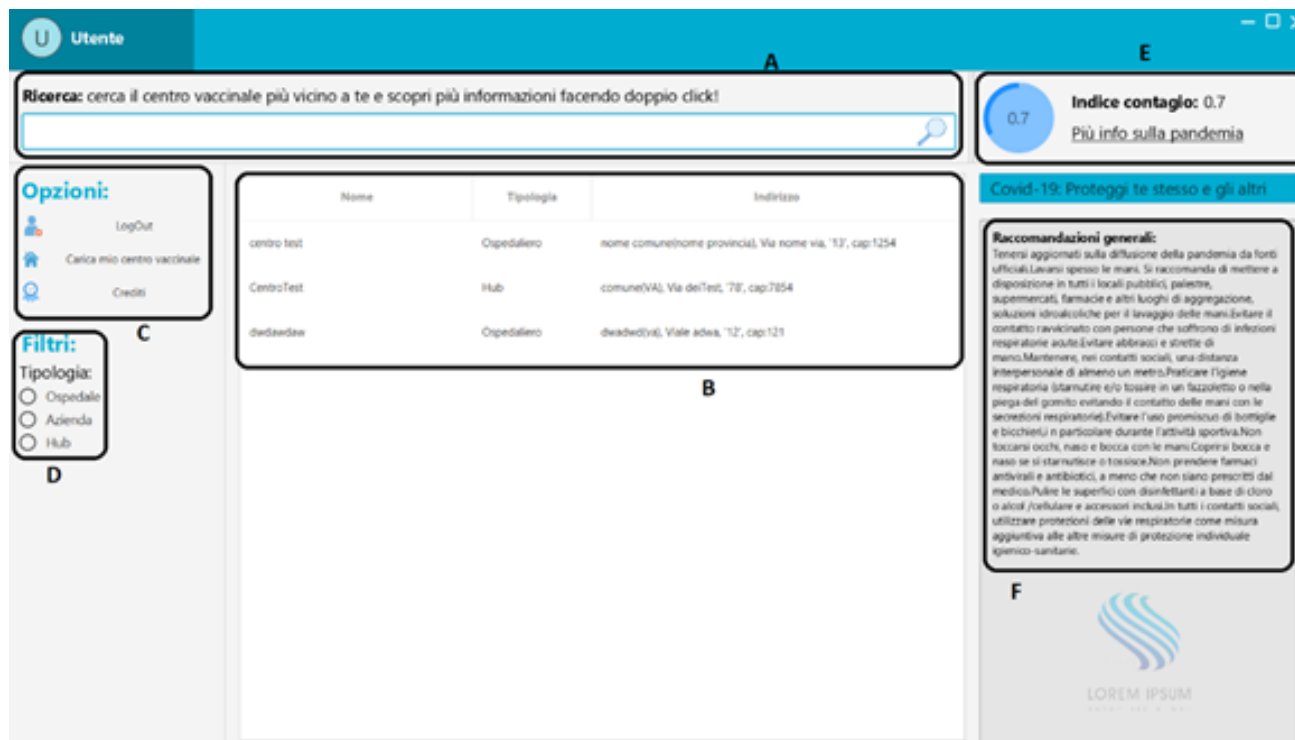 U Utente
A
E
Ricerca: cerca il centro vaccinale più vicino a te e scopri più informazioni facendo doppio click!
0.7
Indice contagio: 0.7
Più info sulla pandemia
Opzioni:
LogOut
Carica mio centro vaccinale
Crediti
C
Filtri:
Tipologia:
Ospedale
Azienda
Hub
D
Nome Tipologia Indirizzo
centro test Ospedaliero nome comune(nome provincia), Via nome via, '13', cap:1254
CentroTest Hub comune(VA), Via deiTest, '78', cap:7854
dwdawdaw Ospedaliero dwadwd(va), Viale adwa, '12', cap:121
B
Covid-19: Proteggi te stesso e gli altri
Raccomandazioni generali:
Tenersi aggiornati sulla diffusione della pandemia da fonti
ufficiali.Lavarsi spesso le mani. Si raccomanda di mettere a
disposizione in tutti i locali pubblici, palestre,
supermercati, farmacie e altri luoghi di aggregazione,
soluzioni idroalcoliche per il lavaggio delle mani.Evitare il
contatto ravvicinato con persone che soffrono di infezioni
respiratorie acute.Evitare abbracci e strette di
mano.Mantenere, nei contatti sociali, una distanza
interpersonale di almeno un metro.Praticare l'igiene
respiratoria (starnutire e/o tossire in un fazzoletto o nella
piega del gomito evitando il contatto delle mani con le
secrezioni respiratorie).Evitare l'uso promiscuo di bottiglie
e bicchieri,i n particolare durante l'attività sportiva.Non
toccarsi occhi, naso e bocca con le mani.Coprirsi bocca e
naso se si starnutisce o tossisce.Non prendere farmaci
antivirali e antibiotici, a meno che non siano prescritti dal
medico.Pulire le superfici con disinfettanti a base di cloro
o alcol /cellulare e accessori inclusi.In tutti i contatti sociali,
utilizzare protezioni delle vie respiratorie come misura
aggiuntiva alle altre misure di protezione individuale
igienico-sanitarie.
F
LOREM IPSUM